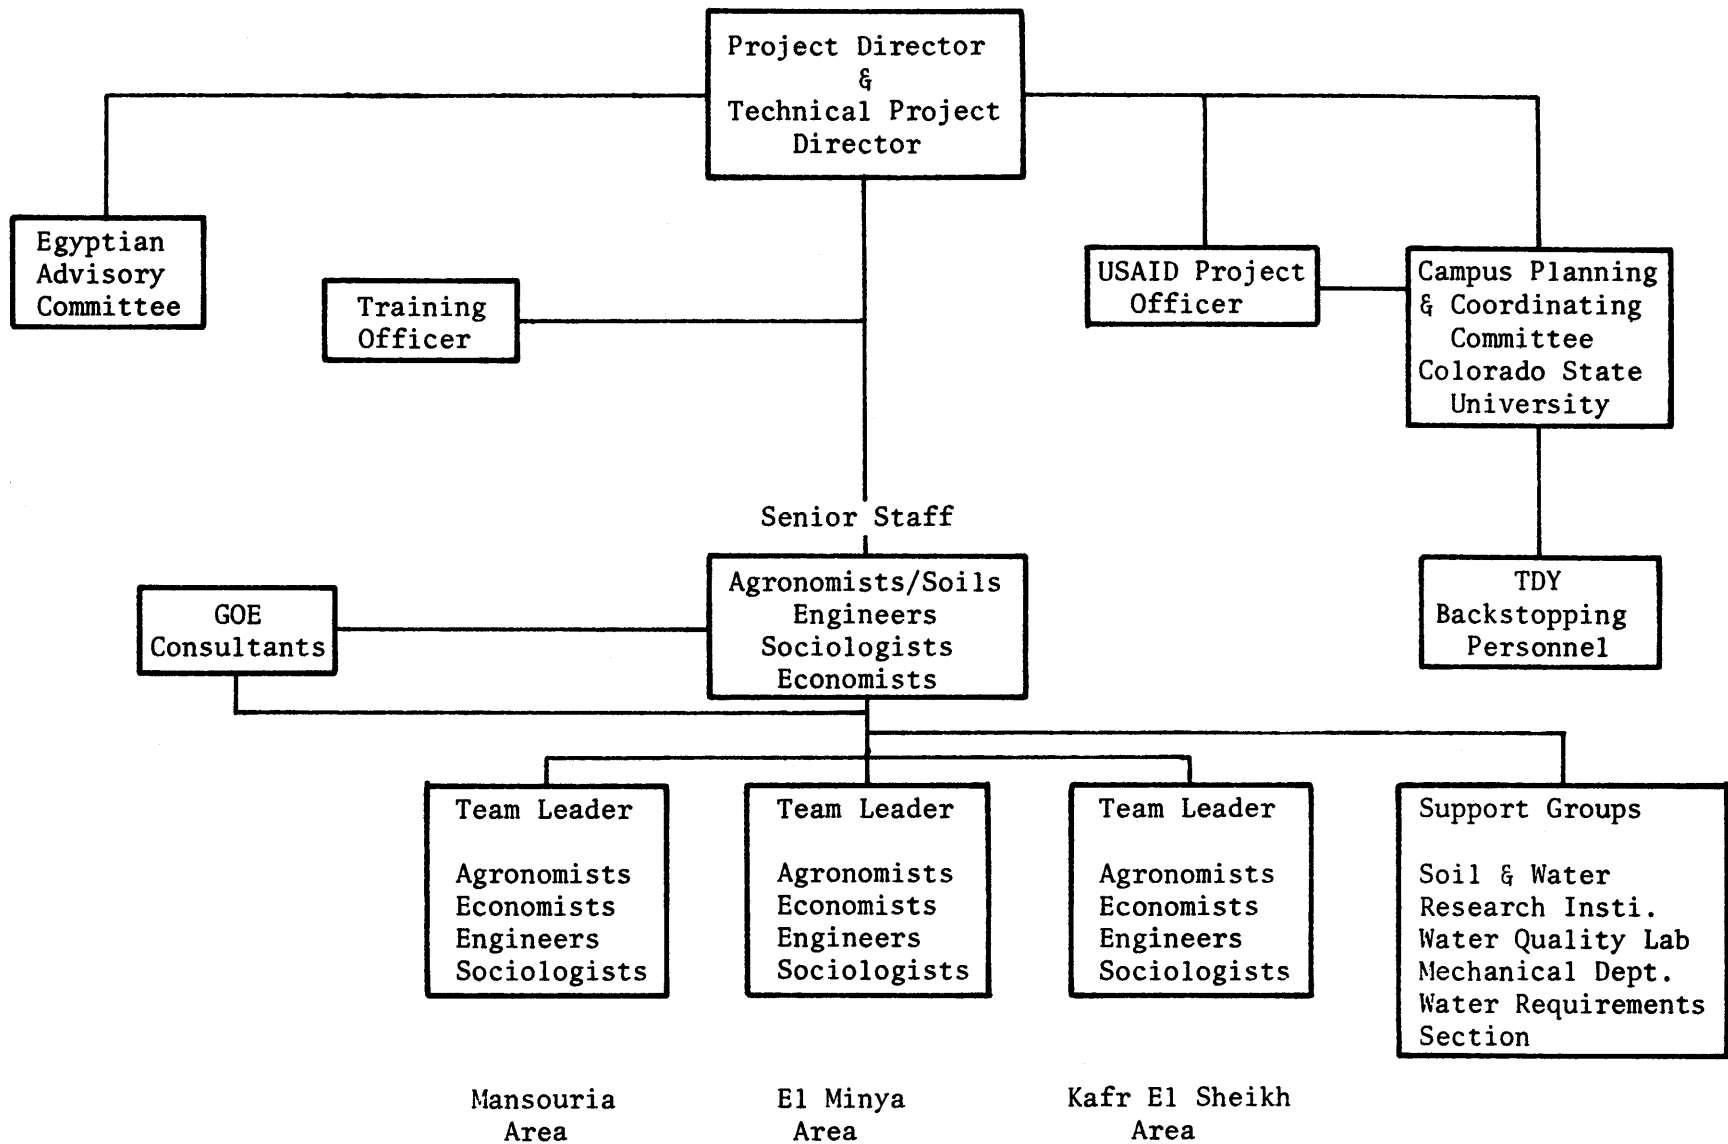 Project Director
&
Technical Project
Director
Egyptian
Advisory
Committee
Training
Officer
USAID Project
Officer
Campus Planning
& Coordinating
Committee
Colorado State
University
Senior Staff
Agronomists/Soils
Engineers
Sociologists
Economists
GOE
Consultants
TDY
Backstopping
Personnel
Team Leader
Agronomists
Economists
Engineers
Sociologists
Team Leader
Agronomists
Economists
Engineers
Sociologists
Team Leader
Agronomists
Economists
Engineers
Sociologists
Support Groups
Soil & Water
Research Insti.
Water Quality Lab
Mechanical Dept.
Water Requirements
Section
Mansouria
Area
El Minya
Area
Kafr El Sheikh
Area